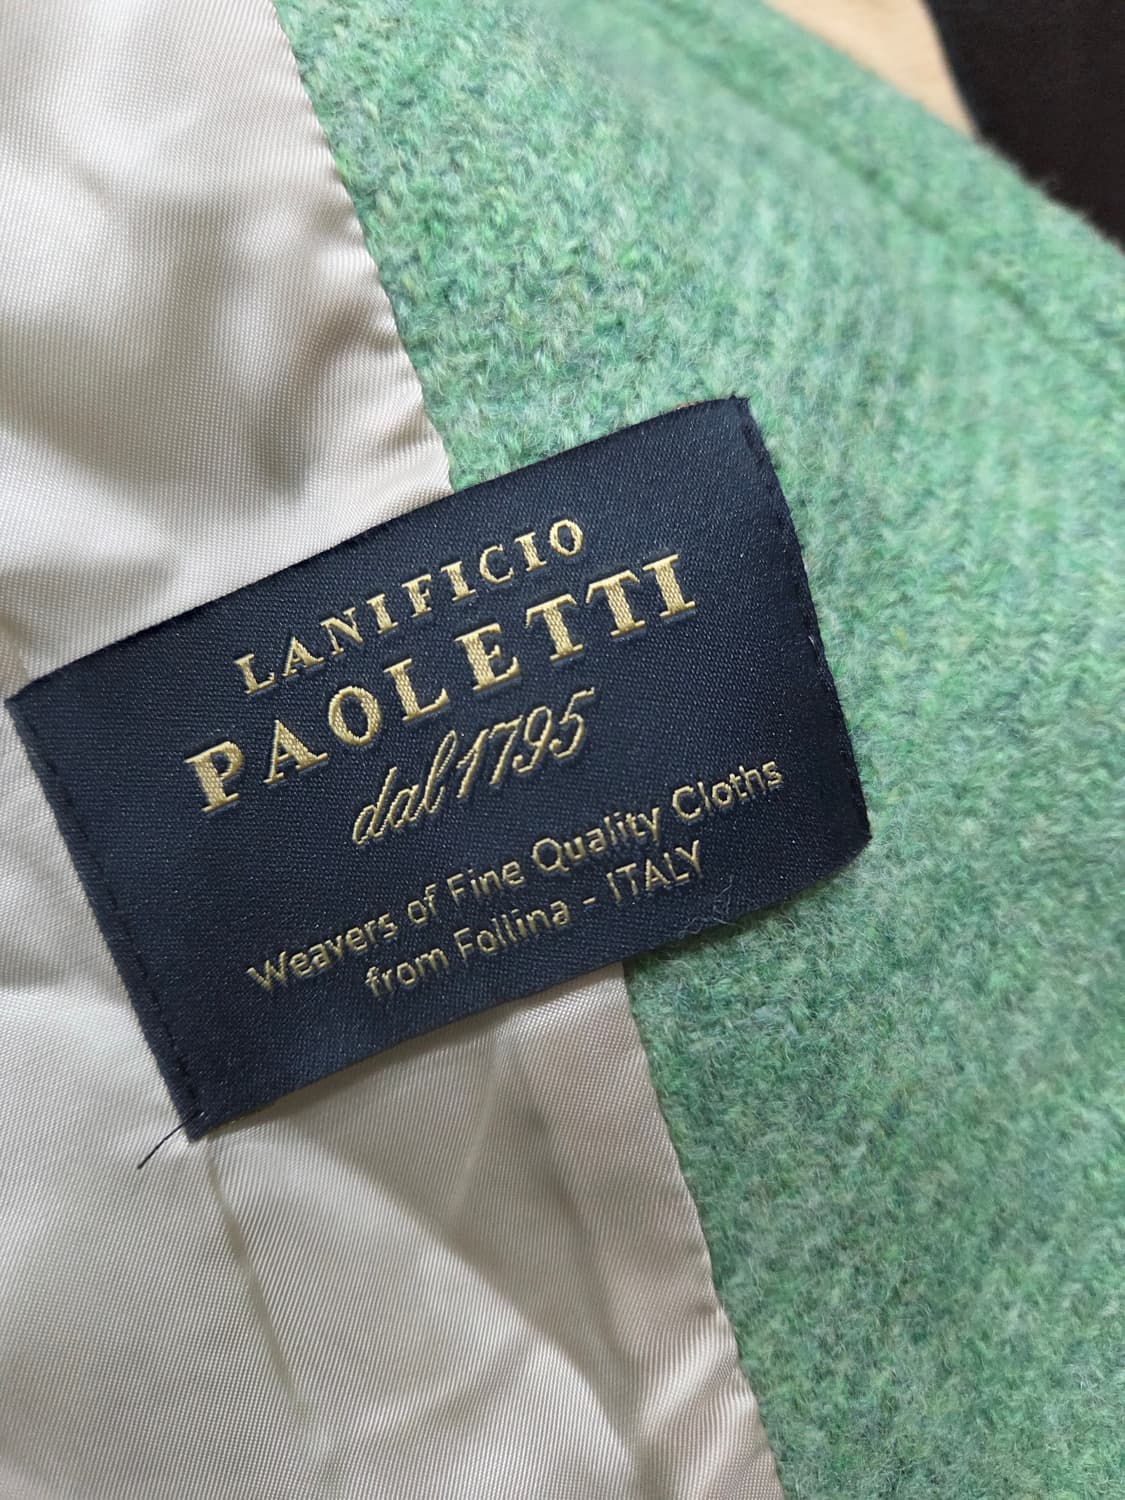 LANIFICIO
PAOLETTI
dal 1795
Weavers of Fine Quality Cloths
from Follina - ITALY